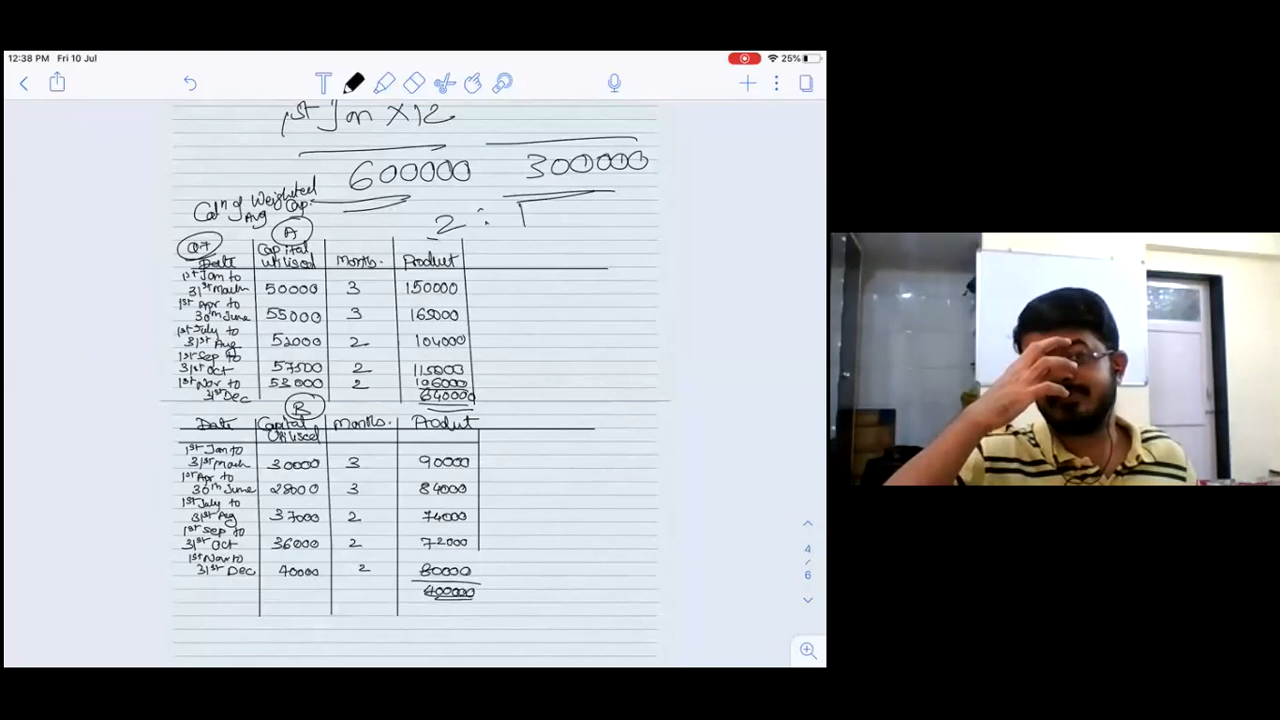 12:38 PM Fri 10 Jul
25%
1st Jan X12
600000 300000
Calⁿ of Weighted Avg Cap.
2 : 1
Q7
A
Date Capital Utilised Months. Product
1st Jan to 31st March 50000 3 150000
1st Apr to 30th June 55000 3 165000
1st July to 31st Aug 52000 2 104000
1st Sep to 31st Oct 57500 2 115000
1st Nov to 31st Dec 53000 2 106000
640000
B
Date Capital Utilised Months. Product
1st Jan to 31st March 30000 3 90000
1st Apr to 30th June 28000 3 84000
1st July to 31st Aug 37000 2 74000
1st Sep to 31st Oct 36000 2 72000
1st Nov to 31st Dec 40000 2 80000
400000
4
/
6